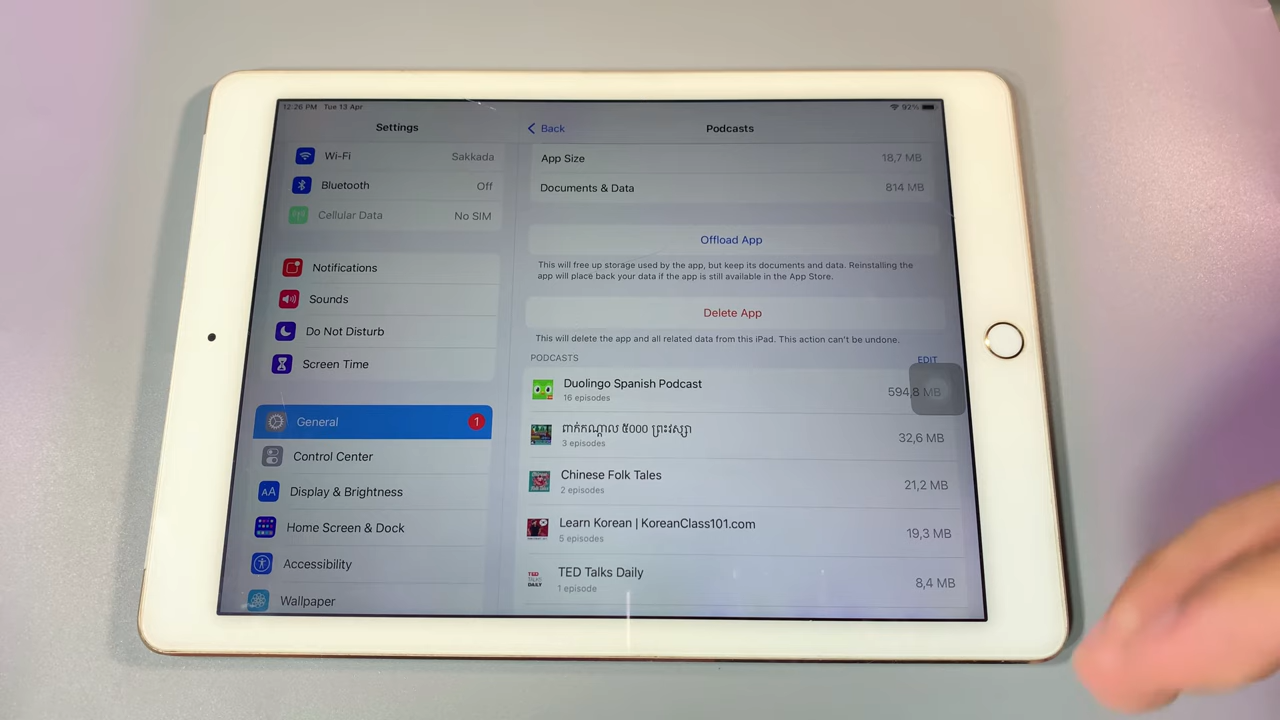 12:26 PM Tue 13 Apr
92%
Settings
Wi-Fi
Sakkada
Bluetooth
Off
Cellular Data
No SIM
Notifications
Sounds
Do Not Disturb
Screen Time
General
1
Control Center
AA
Display & Brightness
Home Screen & Dock
Accessibility
Wallpaper
Back
Podcasts
App Size
18,7 MB
Documents & Data
814 MB
Offload App
This will free up storage used by the app, but keep its documents and data. Reinstalling the
app will place back your data if the app is still available in the App Store.
Delete App
This will delete the app and all related data from this iPad. This action can't be undone.
PODCASTS
EDIT
Duolingo Spanish Podcast
16 episodes
594,8 MB
ពាក់កណ្ដាល ៥០០០ ព្រះវស្សា
3 episodes
32,6 MB
Chinese Folk Tales
2 episodes
21,2 MB
Learn Korean | KoreanClass101.com
5 episodes
19,3 MB
TED TALKS DAILY
TED Talks Daily
1 episode
8,4 MB